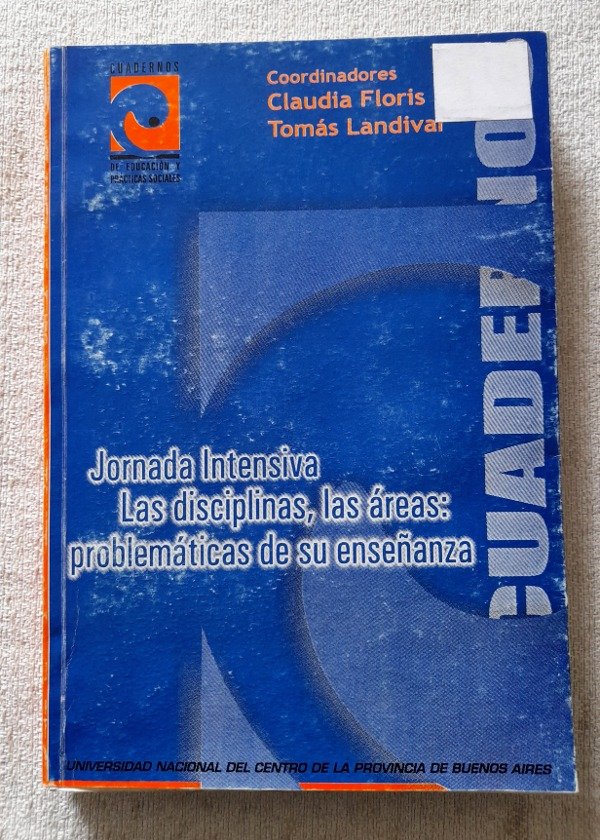 CUADERNOS
DE EDUCACIÓN Y
PRÁCTICAS SOCIALES
Coordinadores
Claudia Floris
Tomás Landivar
Jornada Intensiva
Las disciplinas, las áreas:
problemáticas de su enseñanza
UNIVERSIDAD NACIONAL DEL CENTRO DE LA PROVINCIA DE BUENOS AIRES